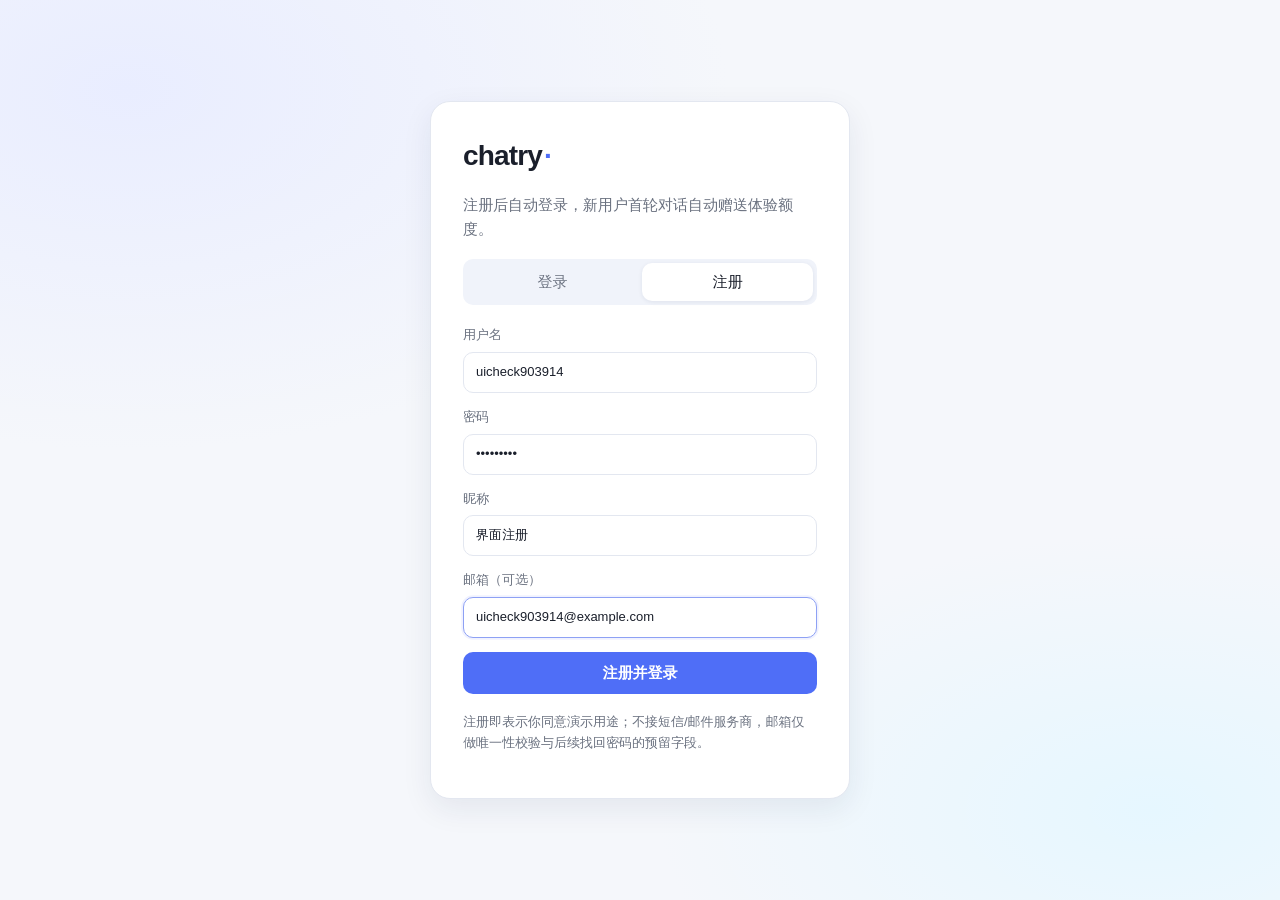 chatry·
注册后自动登录，新用户首轮对话自动赠送体验额
度。
登录
注册
用户名
uicheck903914
密码
•••••••••
昵称
界面注册
邮箱（可选）
uicheck903914@example.com
注册并登录
注册即表示你同意演示用途；不接短信/邮件服务商，邮箱仅
做唯一性校验与后续找回密码的预留字段。